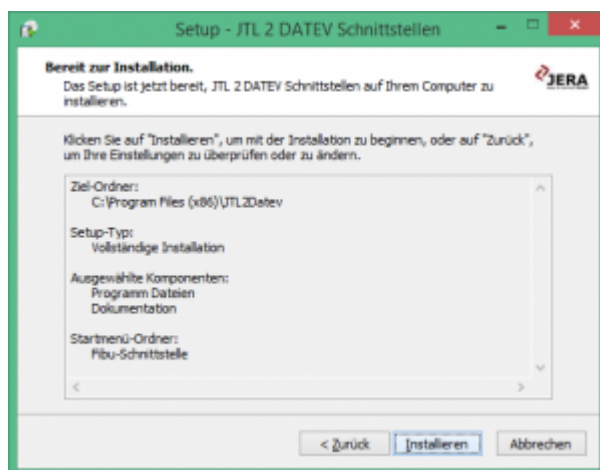 Setup - JTL 2 DATEV Schnittstellen
Bereit zur Installation.
Das Setup ist jetzt bereit, JTL 2 DATEV Schnittstellen auf Ihrem Computer zu
installieren.
JERA
Klicken Sie auf "Installieren", um mit der Installation zu beginnen, oder auf "Zurück",
um Ihre Einstellungen zu überprüfen oder zu ändern.
Ziel-Ordner:
C:\Program Files (x86)\JTL2Datev
Setup-Typ:
Vollständige Installation
Ausgewählte Komponenten:
Programm Dateien
Dokumentation
Startmenü-Ordner:
Fibu-Schnittstelle
< Zurück
Installieren
Abbrechen